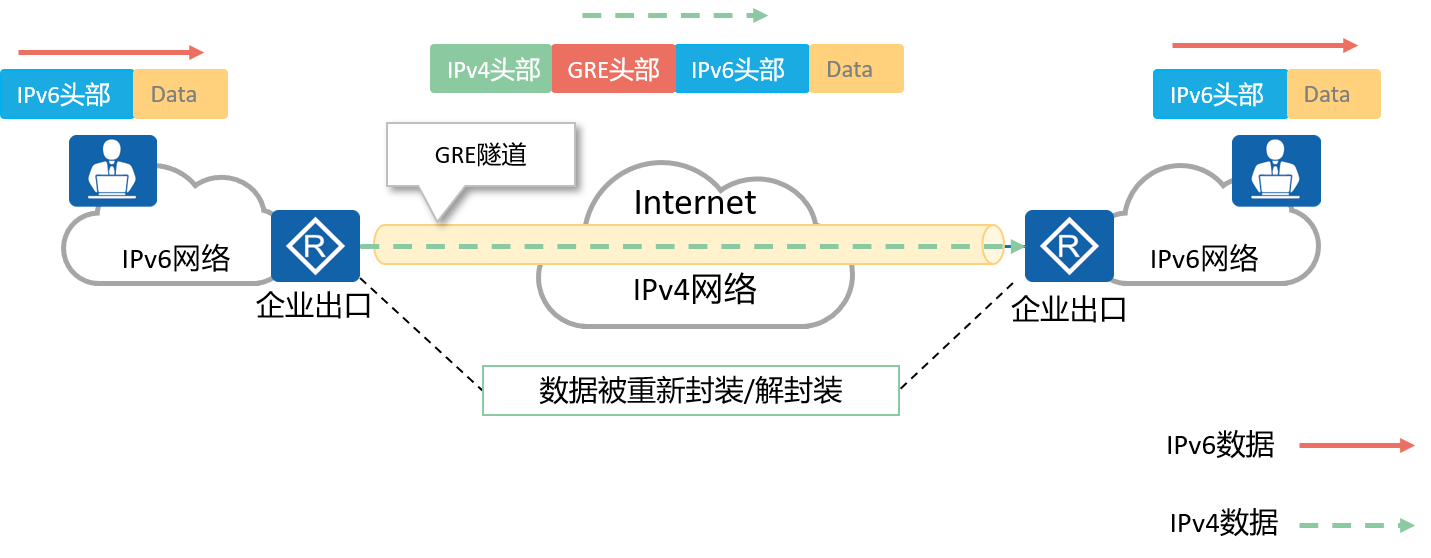 IPv6头部 Data
IPv4头部 GRE头部 IPv6头部 Data
IPv6头部 Data
GRE隧道
Internet
R
R
IPv6网络
IPv4网络
IPv6网络
企业出口
企业出口
数据被重新封装/解封装
IPv6数据
IPv4数据